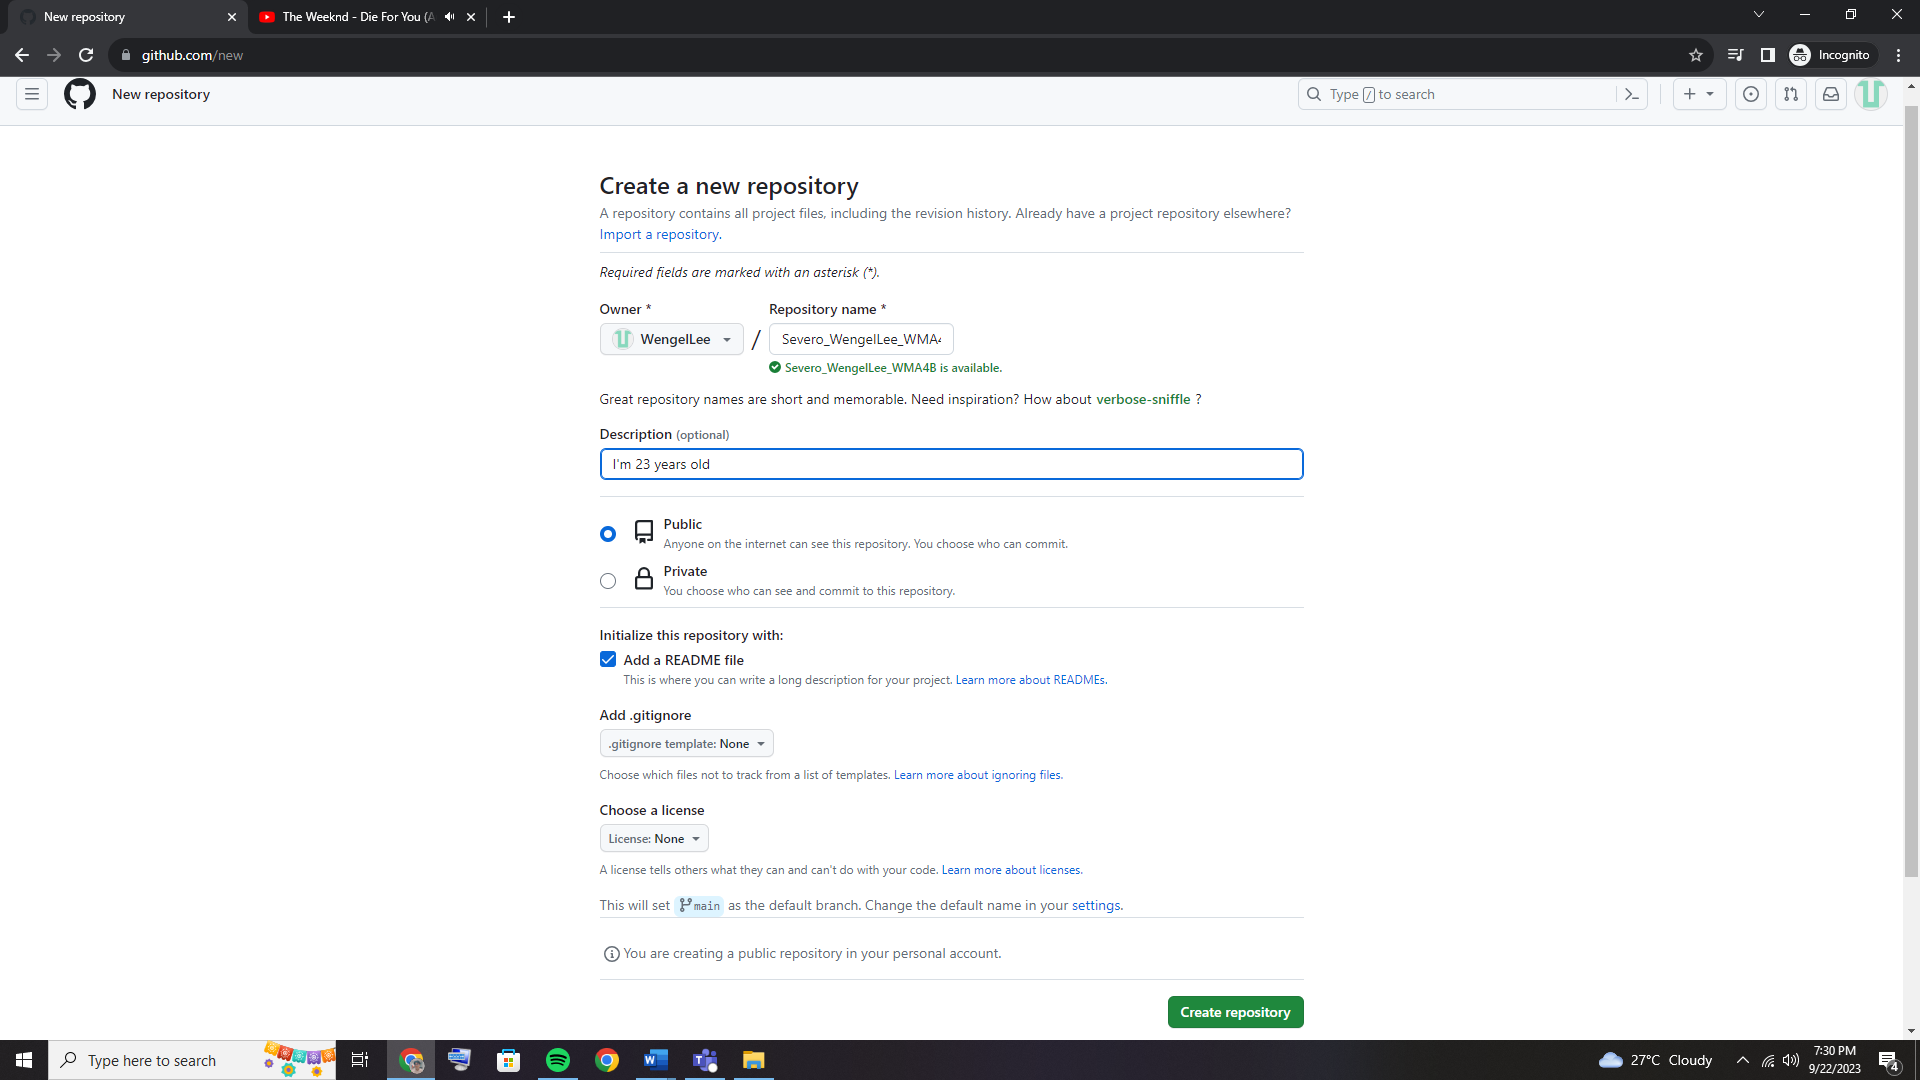 New repository
The Weeknd - Die For You (A
github.com/new
Incognito
New repository
Type / to search
Create a new repository
A repository contains all project files, including the revision history. Already have a project repository elsewhere?
Import a repository.
Required fields are marked with an asterisk (*).
Owner *
Repository name *
WengelLee
/
Severo_WengelLee_WMA4
Severo_WengelLee_WMA4B is available.
Great repository names are short and memorable. Need inspiration? How about verbose-sniffle ?
Description (optional)
I'm 23 years old
Public
Anyone on the internet can see this repository. You choose who can commit.
Private
You choose who can see and commit to this repository.
Initialize this repository with:
Add a README file
This is where you can write a long description for your project. Learn more about READMEs.
Add .gitignore
.gitignore template: None
Choose which files not to track from a list of templates. Learn more about ignoring files.
Choose a license
License: None
A license tells others what they can and can't do with your code. Learn more about licenses.
This will set main as the default branch. Change the default name in your settings.
You are creating a public repository in your personal account.
Create repository
Type here to search
27°C Cloudy
7:30 PM
9/22/2023
4